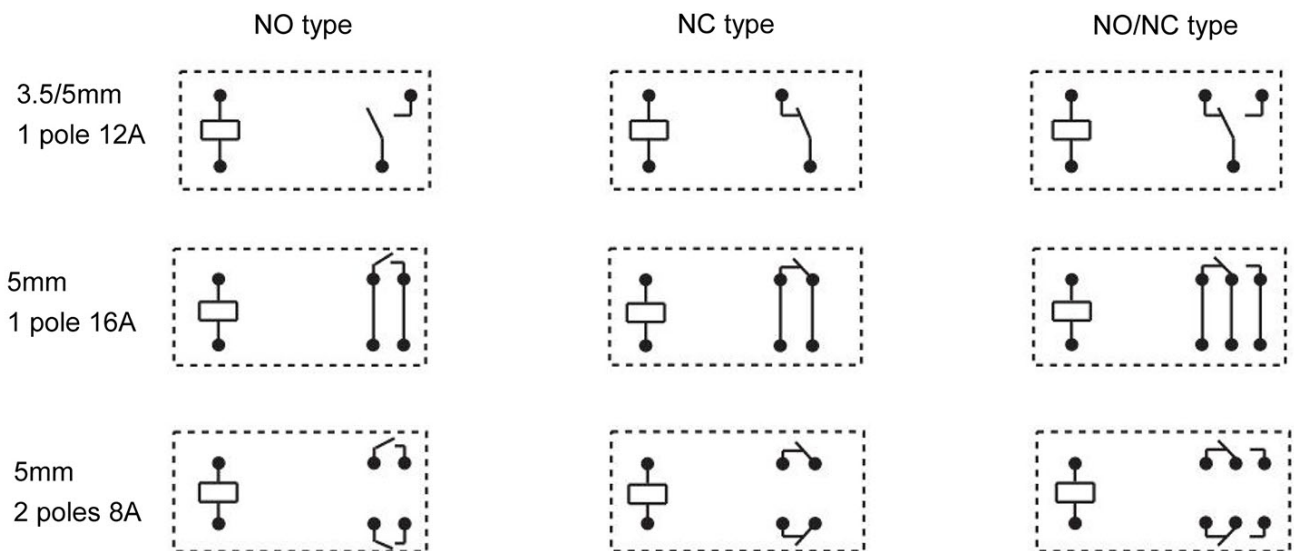 NO type
NC type
NO/NC type
3.5/5mm
1 pole 12A
5mm
1 pole 16A
5mm
2 poles 8A